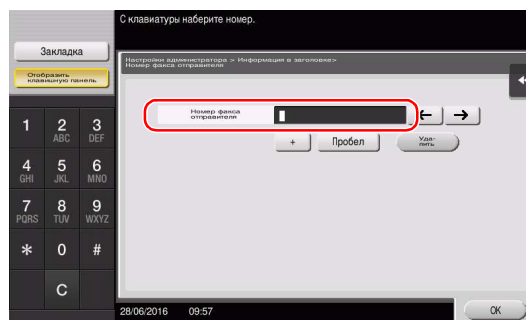 С клавиатуры наберите номер.
Закладка
Отобразить
клавишную панель
Настройки администратора > Информация в заголовке>
Номер факса отправителя
Номер факса
отправителя
← →
+ Пробел Уда-
лить
1 2 3
ABC DEF
4 5 6
GHI JKL MNO
7 8 9
PQRS TUV WXYZ
* 0 #
C
28/06/2016 09:57
OK